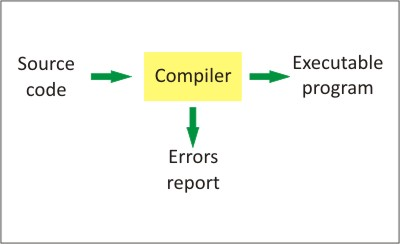 Source
code
Compiler
Executable
program
Errors
report